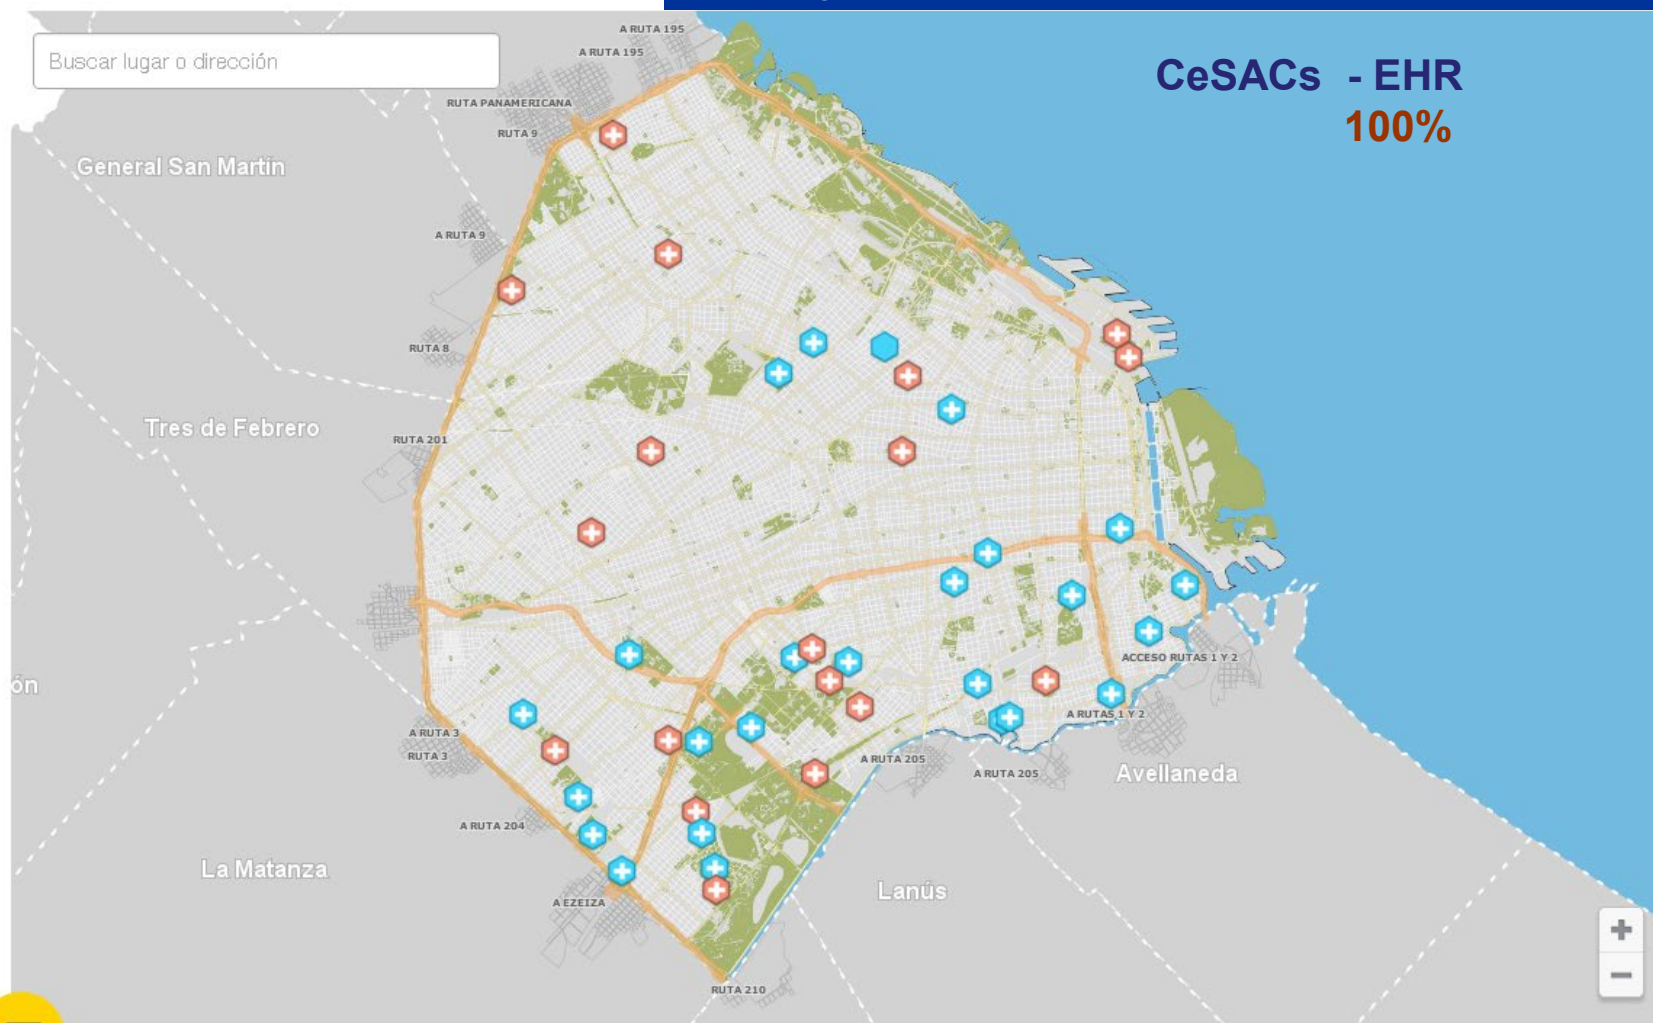 A RUTA 195
A RUTA 195
Buscar lugar o dirección
CeSACs - EHR
100%
RUTA PANAMERICANA
RUTA 9
General San Martín
A RUTA 9
RUTA 8
Tres de Febrero
RUTA 201
ón
ACCESO RUTAS 1 Y 2
A RUTAS 1 Y 2
A RUTA 3
RUTA 3
A RUTA 205
A RUTA 205
Avellaneda
A RUTA 204
La Matanza
Lanús
A EZEIZA
RUTA 210
+
−